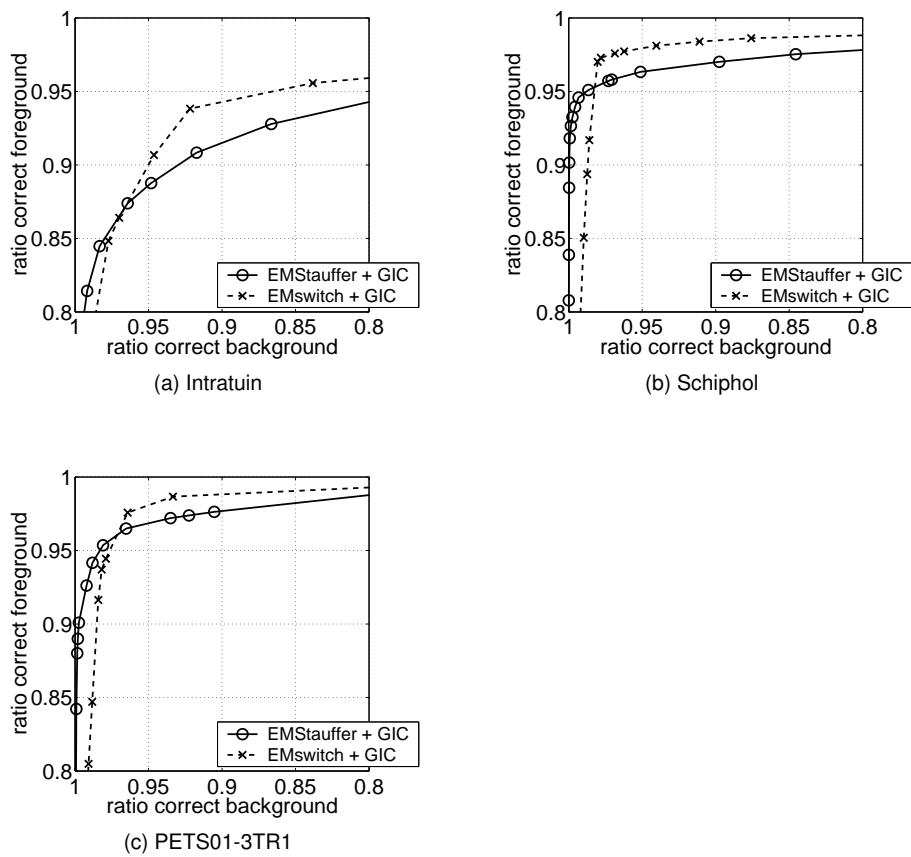 1
0.95
0.9
0.85
0.8
ratio correct foreground
EMStauffer + GIC
EMswitch + GIC
1 0.95 0.9 0.85 0.8
ratio correct background
(a) Intratuin
1
0.95
0.9
0.85
0.8
ratio correct foreground
EMStauffer + GIC
EMswitch + GIC
1 0.95 0.9 0.85 0.8
ratio correct background
(b) Schiphol
1
0.95
0.9
0.85
0.8
ratio correct foreground
EMStauffer + GIC
EMswitch + GIC
1 0.95 0.9 0.85 0.8
ratio correct background
(c) PETS01-3TR1